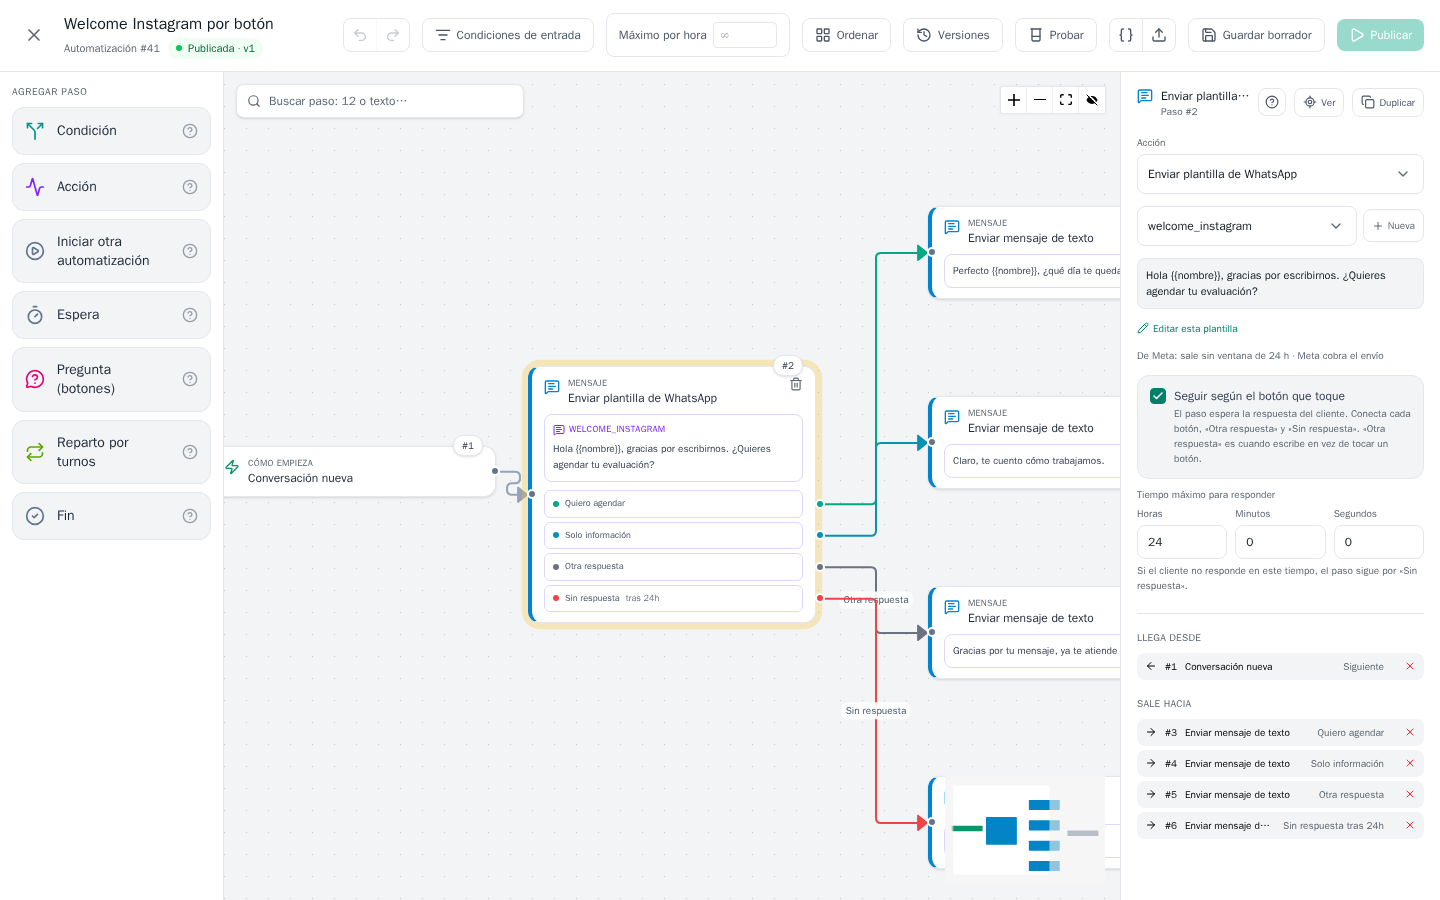 Welcome Instagram por botón
Automatización #41
Publicada · v1
Condiciones de entrada
Máximo por hora
∞
Ordenar
Versiones
Probar
{}
Guardar borrador
Publicar
AGREGAR PASO
Condición
Acción
Iniciar otra
automatización
Espera
Pregunta
(botones)
Reparto por
turnos
Fin
Buscar paso: 12 o texto···
#1
CÓMO EMPIEZA
Conversación nueva
#2
MENSAJE
Enviar plantilla de WhatsApp
WELCOME_INSTAGRAM
Hola {{nombre}}, gracias por escribirnos. ¿Quieres
agendar tu evaluación?
Quiero agendar
Solo información
Otra respuesta
Sin respuesta tras 24h
Otra respuesta
Sin respuesta
MENSAJE
Enviar mensaje de texto
Perfecto {{nombre}}, ¿qué día te queda
MENSAJE
Enviar mensaje de texto
Claro, te cuento cómo trabajamos.
MENSAJE
Enviar mensaje de texto
Gracias por tu mensaje, ya te atiende
Enviar plantilla···
Paso #2
Ver
Duplicar
Acción
Enviar plantilla de WhatsApp
welcome_instagram
Nueva
Hola {{nombre}}, gracias por escribirnos. ¿Quieres
agendar tu evaluación?
Editar esta plantilla
De Meta: sale sin ventana de 24 h · Meta cobra el envío
Seguir según el botón que toque
El paso espera la respuesta del cliente. Conecta cada
botón, «Otra respuesta» y «Sin respuesta». «Otra
respuesta» es cuando escribe en vez de tocar un
botón.
Tiempo máximo para responder
Horas
Minutos
Segundos
24
0
0
Si el cliente no responde en este tiempo, el paso sigue por «Sin
respuesta».
LLEGA DESDE
#1 Conversación nueva Siguiente
SALE HACIA
#3 Enviar mensaje de texto Quiero agendar
#4 Enviar mensaje de texto Solo información
#5 Enviar mensaje de texto Otra respuesta
#6 Enviar mensaje d··· Sin respuesta tras 24h